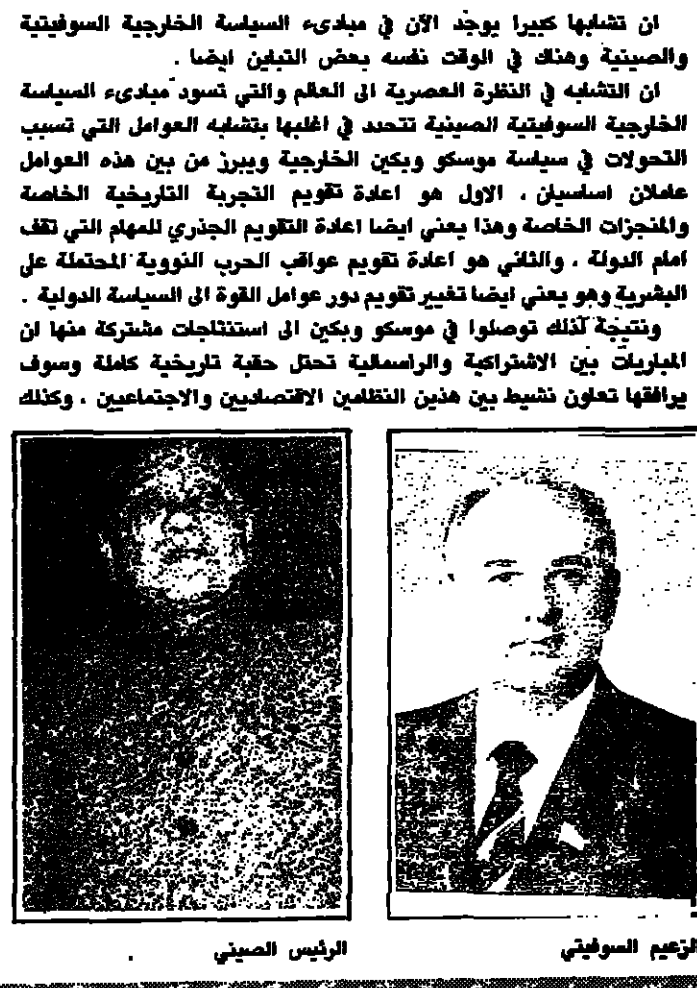 ان تشابها كبيرا يوجد الآن في مبادىء السياسة الخارجية السوفيتية
والصينية وهناك في الوقت نفسه بعض التباين ايضا .
ان التشابه في النظرة العصرية الى العالم والتي تسود مبادىء السياسة
الخارجية السوفيتية الصينية تتحدد في اغلبها بتشابه العوامل التي تسبب
التحولات في سياسة موسكو وبكين الخارجية ويبرز من بين هذه العوامل
عاملان اساسيان ، الاول هو اعادة تقويم التجربة التاريخية الخاصة
والمنجزات الخاصة وهذا يعني ايضا اعادة التقويم الجذري للمهام التي تقف
امام الدولة ، والثاني هو اعادة تقويم عواقب الحرب النووية المحتملة على
البشرية وهو يعني ايضا تغيير تقويم دور عوامل القوة الى السياسة الدولية .
ونتيجة لذلك توصلوا في موسكو وبكين الى استنتاجات مشتركة منها ان
المباريات بين الاشتراكية والراسمالية تحتل حقبة تاريخية كاملة وسوف
يرافقها تعاون نشيط بين هذين النظامين الاقتصاديين والاجتماعيين ، وكذلك
الزعيم السوفيتي
الرئيس الصيني